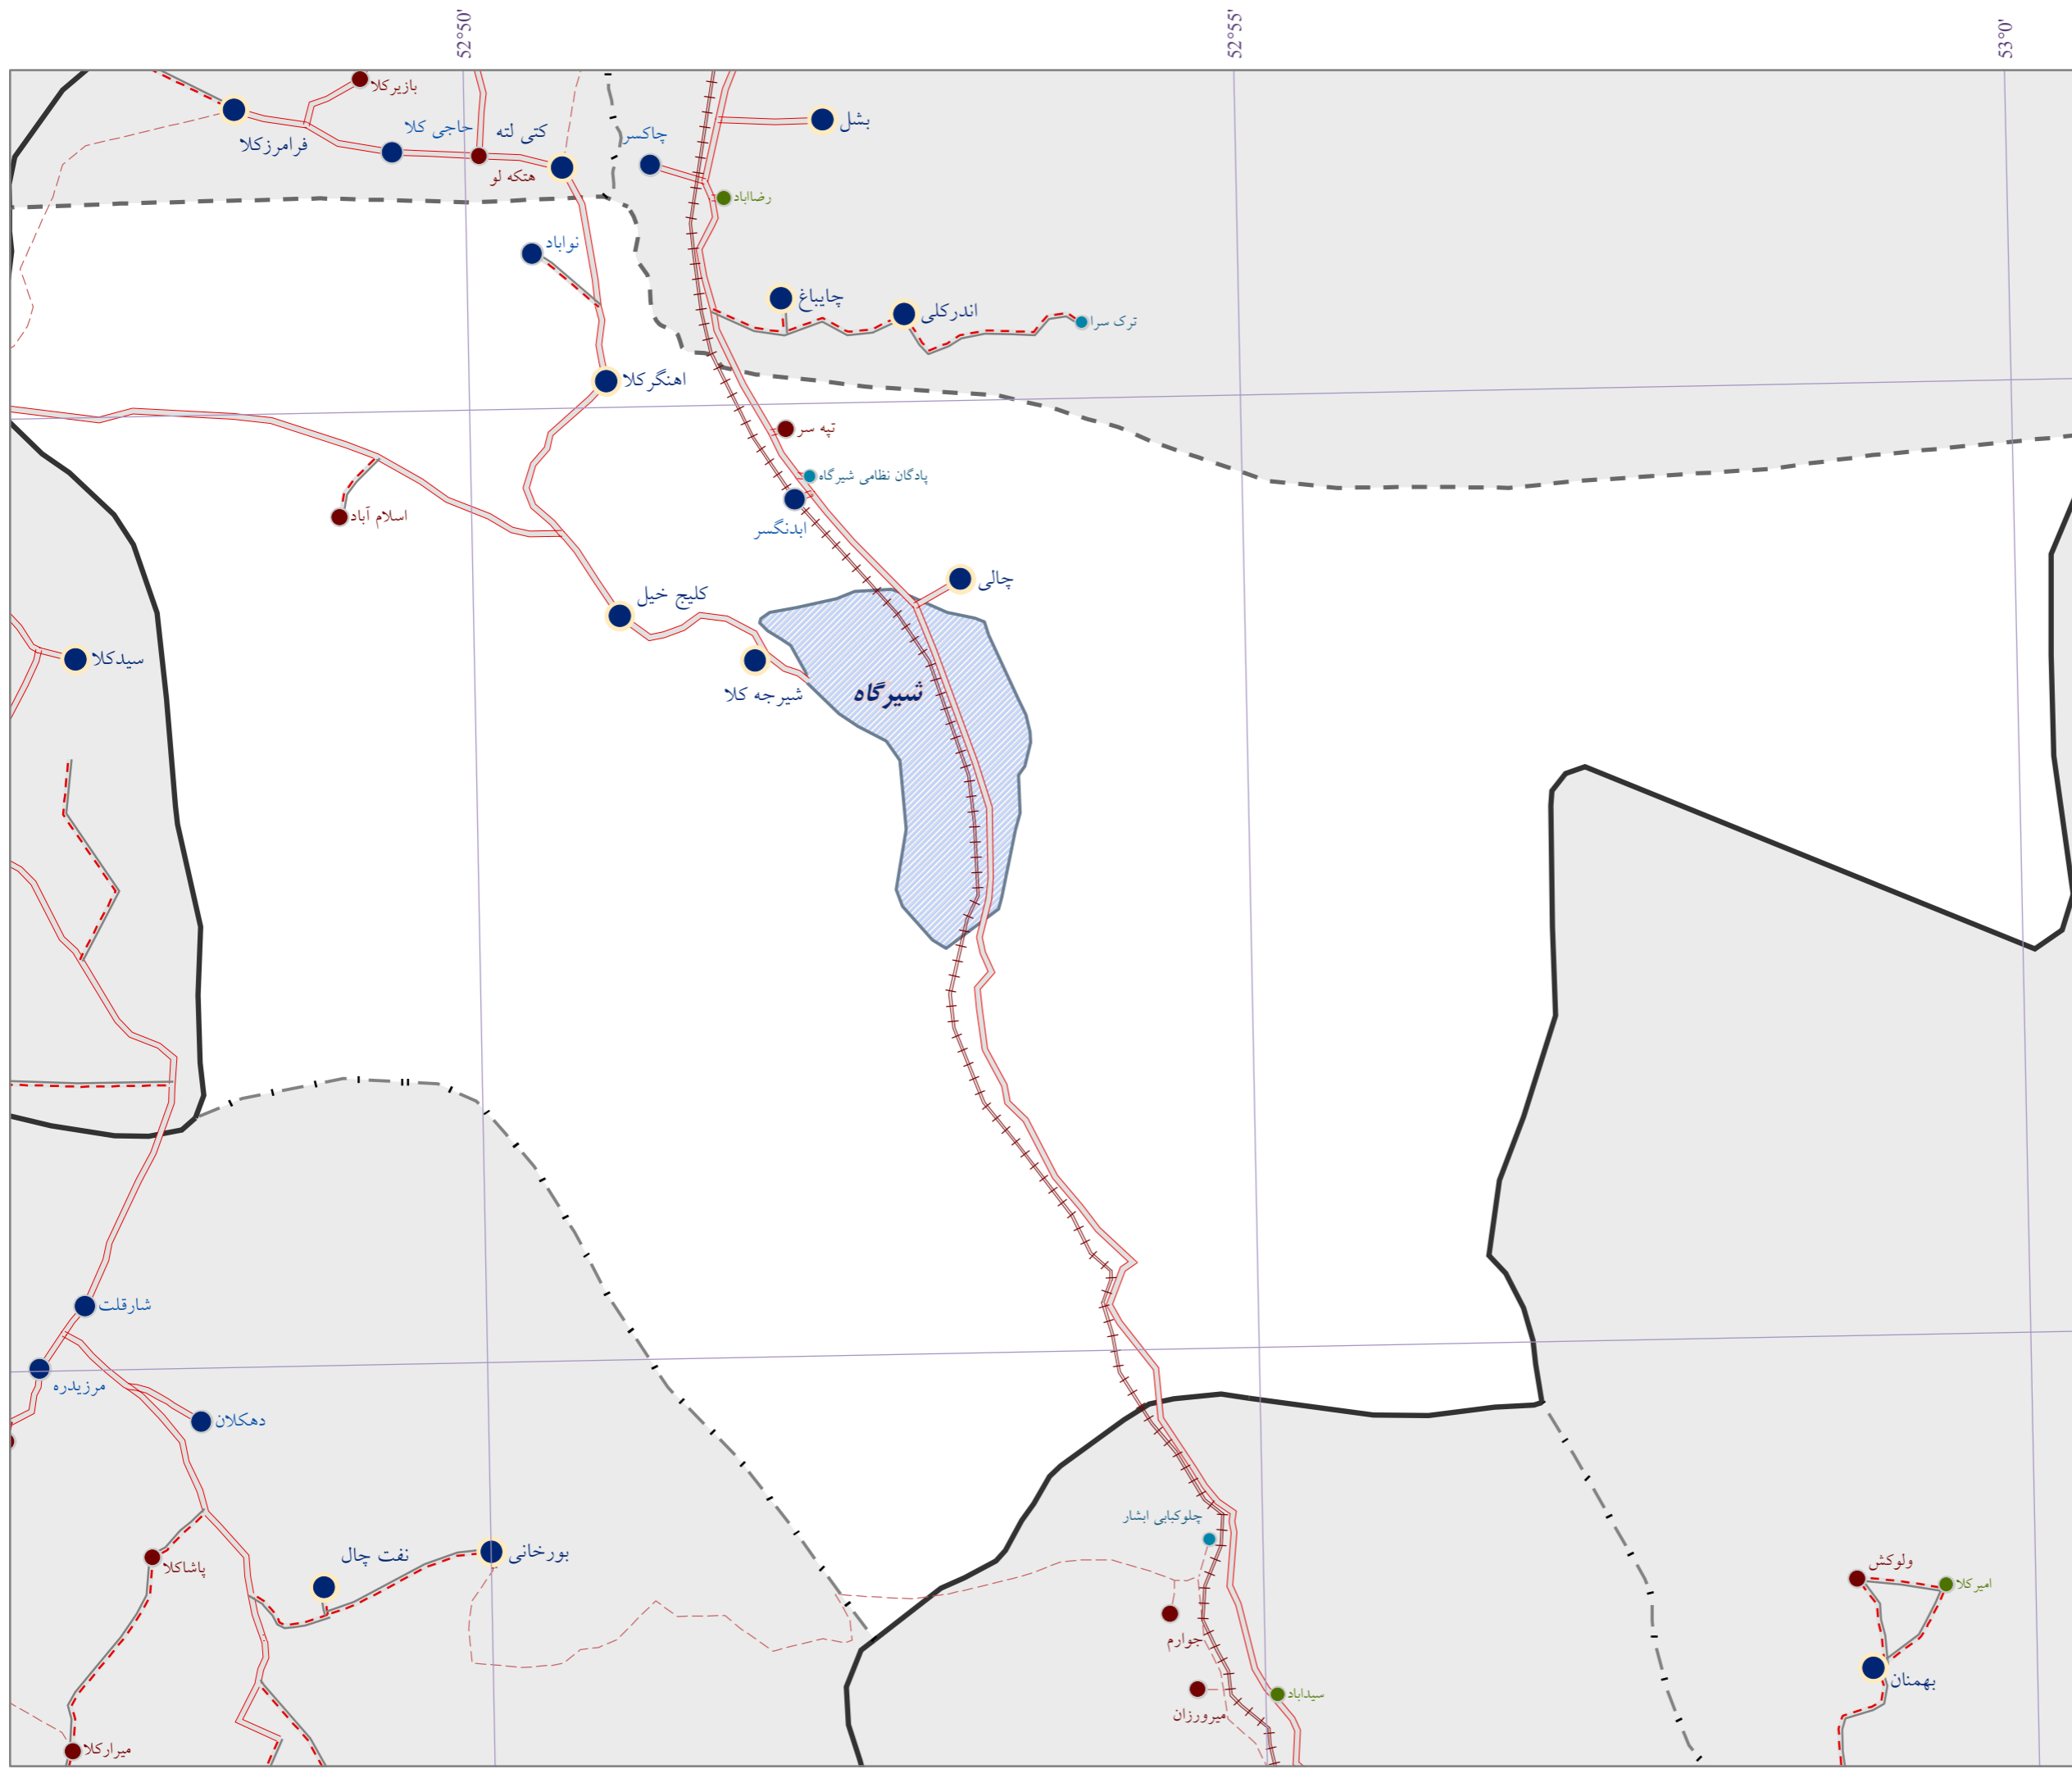 52°50'
52°55'
53°0'
بازیرکلا
فرامرزکلا
حاجی کلا
کتی لته
هتکه لو
چاکسر
بشل
رضااباد
نواباد
چایباغ
اندرکلی
ترک سرا
اهنگرکلا
تپه سر
پادگان نظامی شیرگاه
ابدنگسر
اسلام آباد
چالی
کلیج خیل
سیدکلا
شیرجه کلا
شیرگاه
شارقلت
مرزیدره
دهکلان
چلوکبابی ابشار
نفت چال
بورخانی
پاشاکلا
ولوکش
امیرکلا
جوارم
بهمنان
سیداباد
میرورزان
میرارکلا